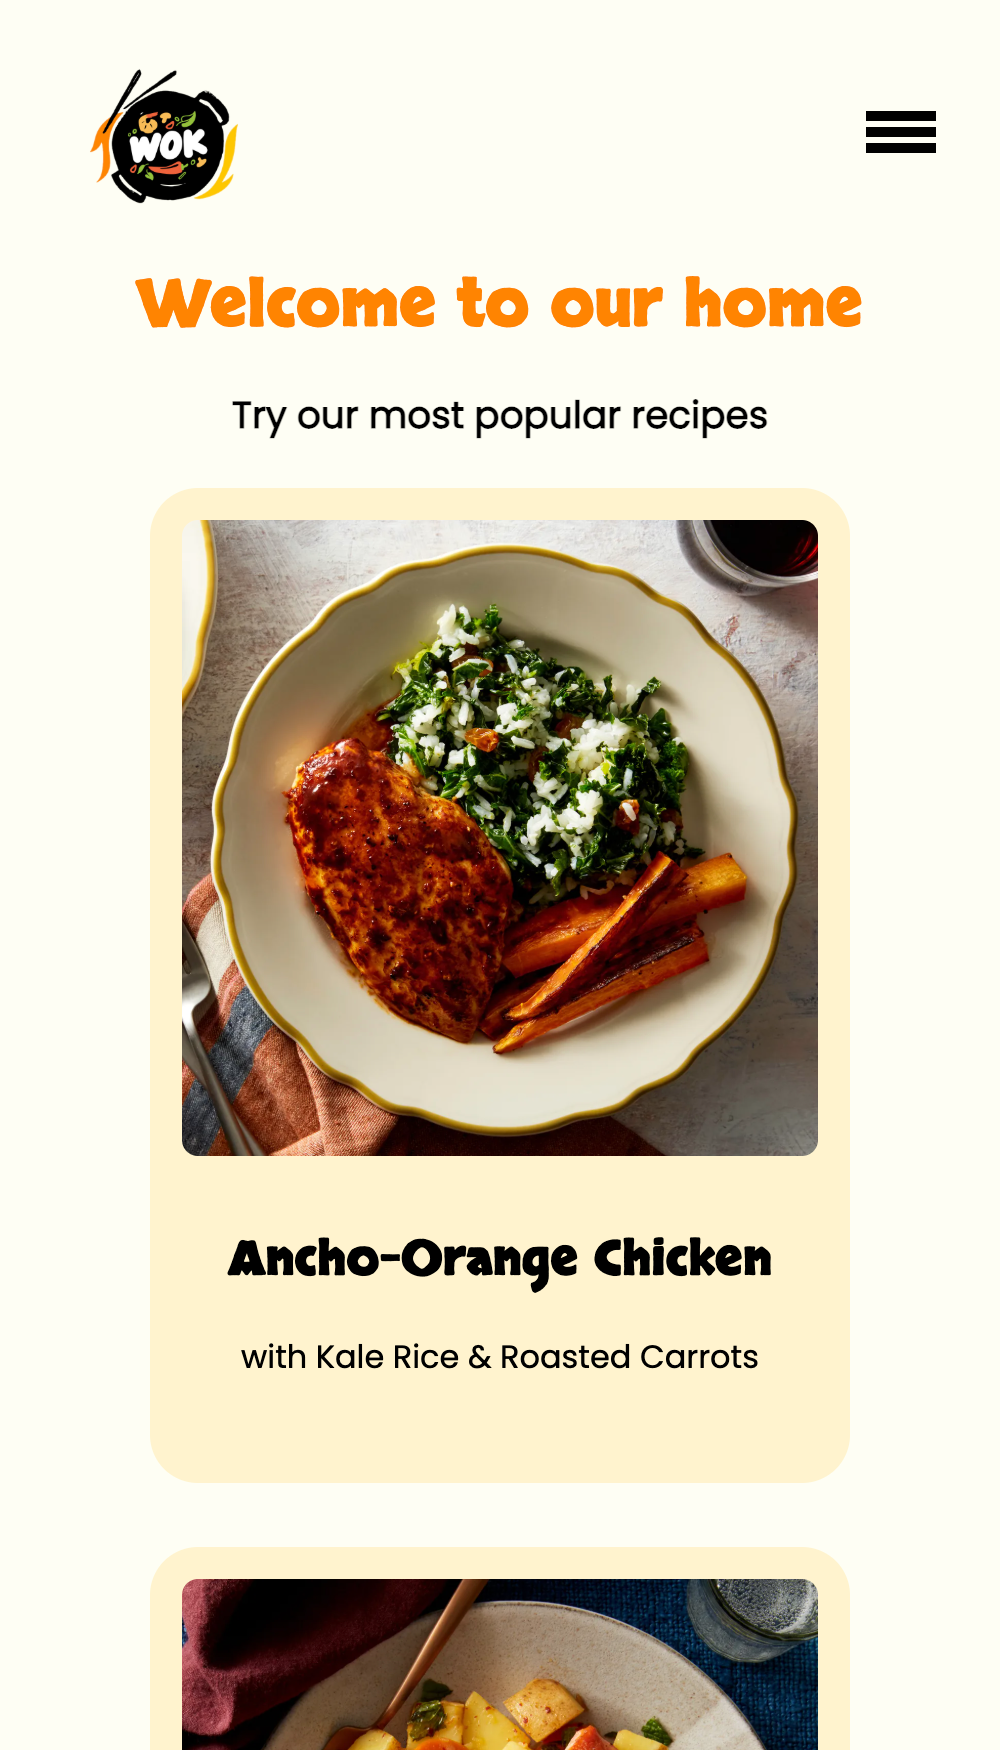 WOK
Welcome to our home
Try our most popular recipes
Ancho-Orange Chicken
with Kale Rice & Roasted Carrots